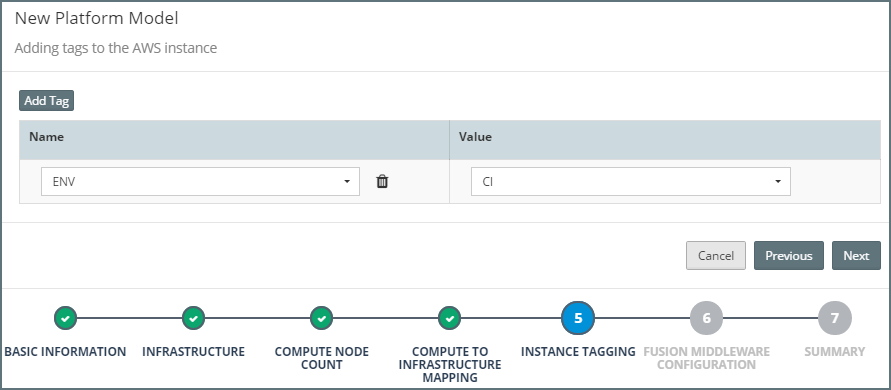 New Platform Model
Adding tags to the AWS instance
Add Tag
Name Value
ENV CI
Cancel Previous Next
5 6 7
BASIC INFORMATION INFRASTRUCTURE COMPUTE NODE COUNT COMPUTE TO INFRASTRUCTURE MAPPING INSTANCE TAGGING FUSION MIDDLEWARE CONFIGURATION SUMMARY